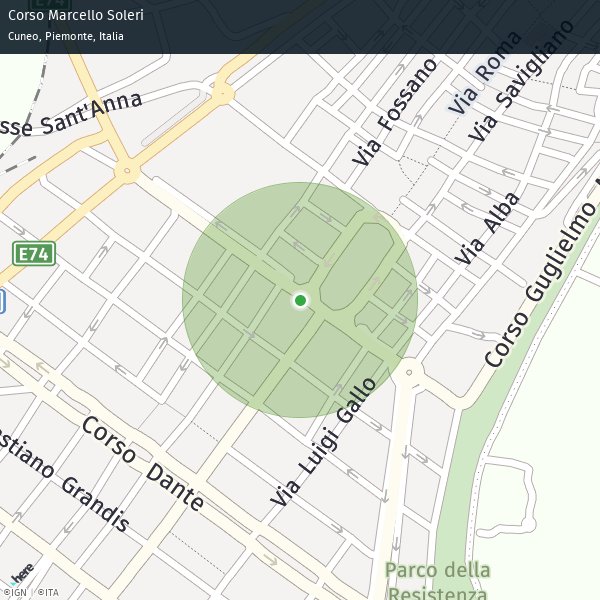 Corso Marcello Soleri
Cuneo, Piemonte, Italia
sse Sant'Anna
Via Fossano
Via Roma
Via Savigliano
Via Alba
E74
Corso Guglielmo
Via Luigi Gallo
Corso Dante
astiano Grandis
Parco della
Resistenza
here
©IGN | ©ITA